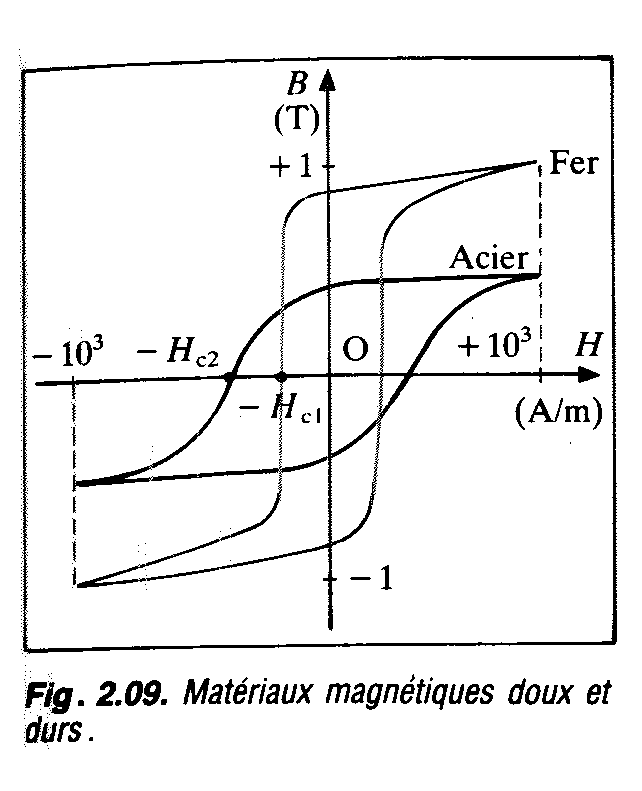 B
(T)
+ 1
Fer
Acier
− 10³
− H_c2
O
+ 10³
H
− H_c1
(A/m)
− 1
Fig. 2.09. Matériaux magnétiques doux et
durs.